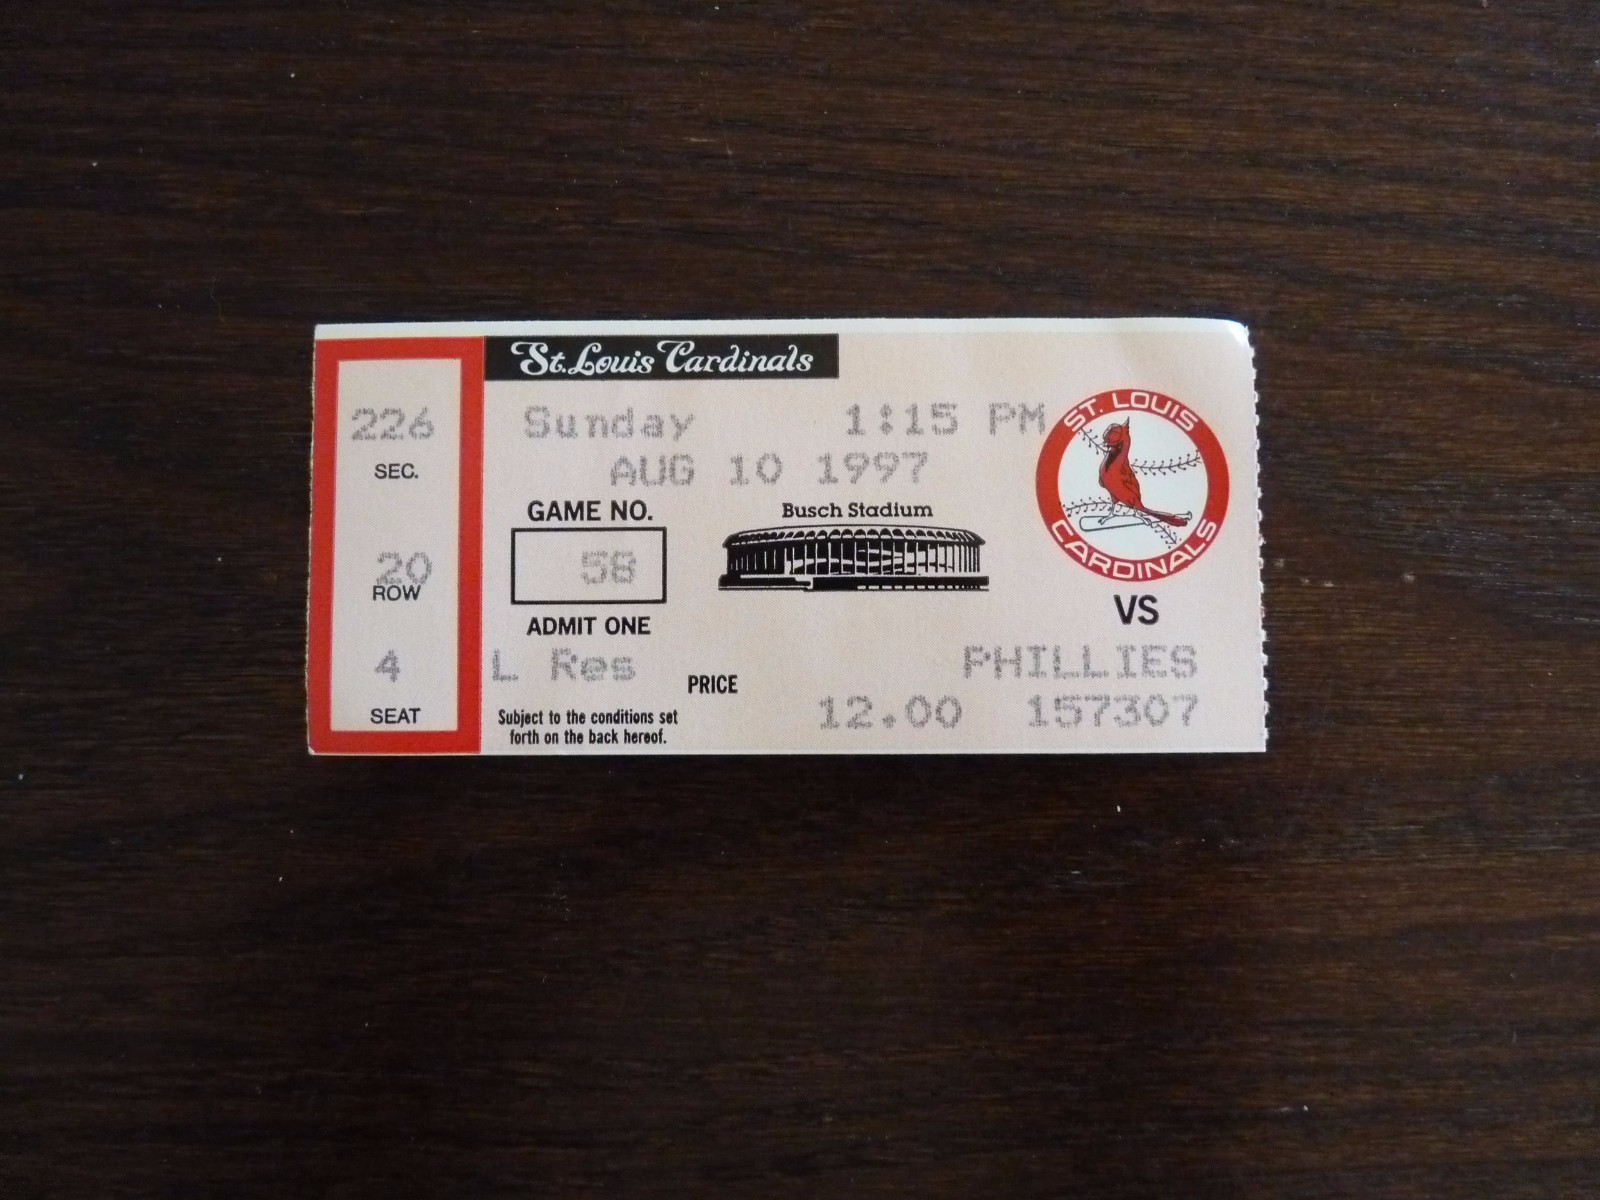 St. Louis Cardinals
226
SEC.
20
ROW
4
SEAT
Sunday 1:15 PM
AUG 10 1997
GAME NO.
58
ADMIT ONE
L Res
Subject to the conditions set
forth on the back hereof.
Busch Stadium
PRICE
12.00 157307
ST. LOUIS
CARDINALS
VS
PHILLIES